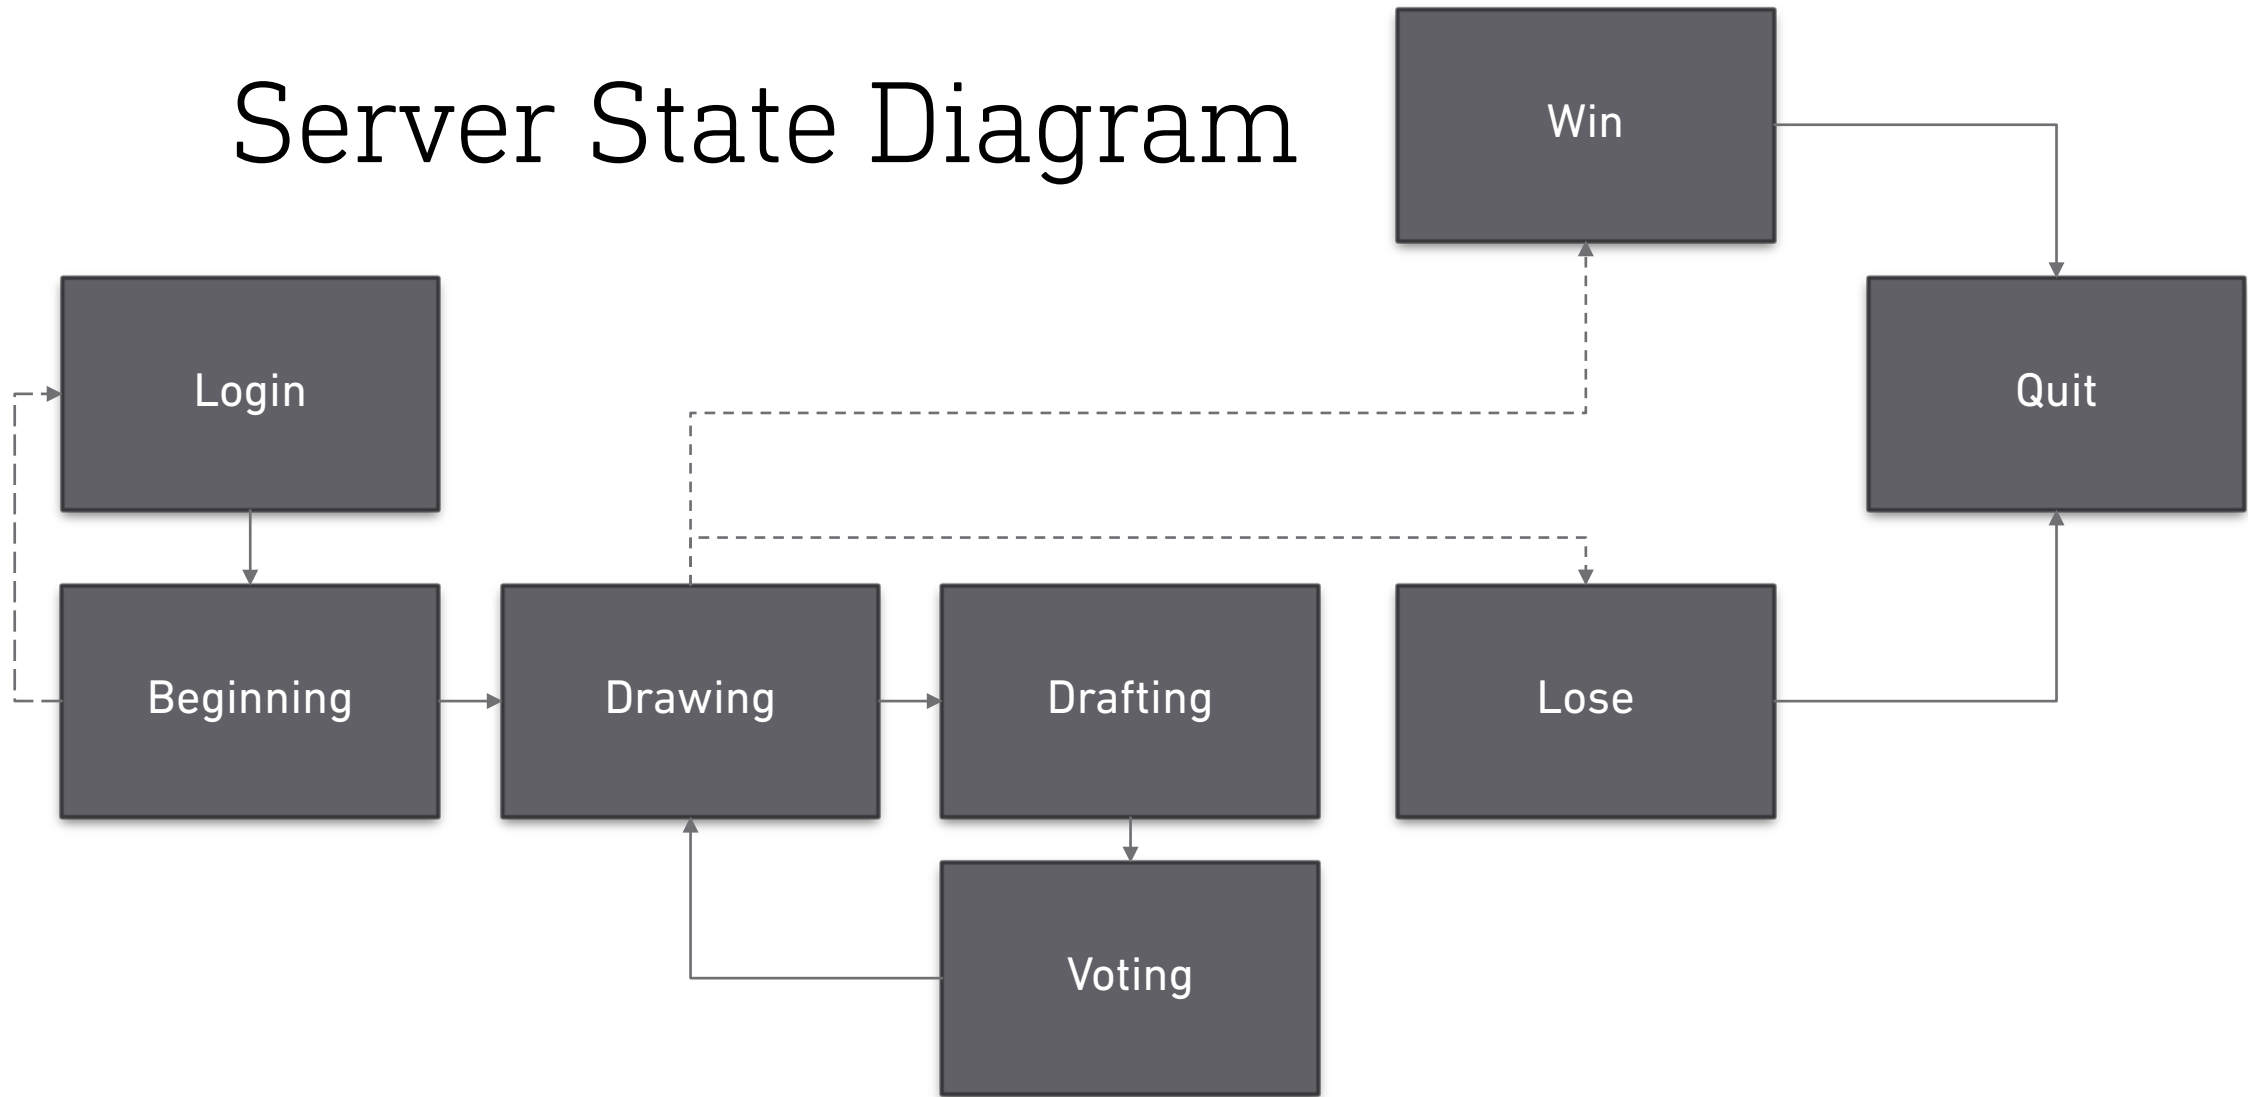 Server State Diagram
Win
Login
Quit
Beginning
Drawing
Drafting
Lose
Voting